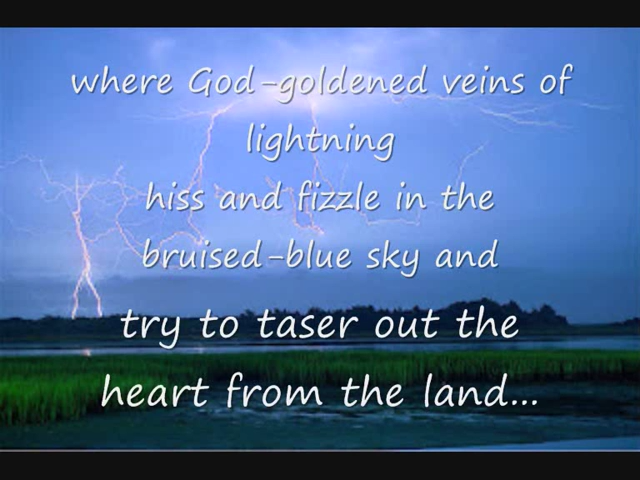 where God-goldened veins of
lightning
hiss and fizzle in the
bruised-blue sky and
try to taser out the
heart from the land...